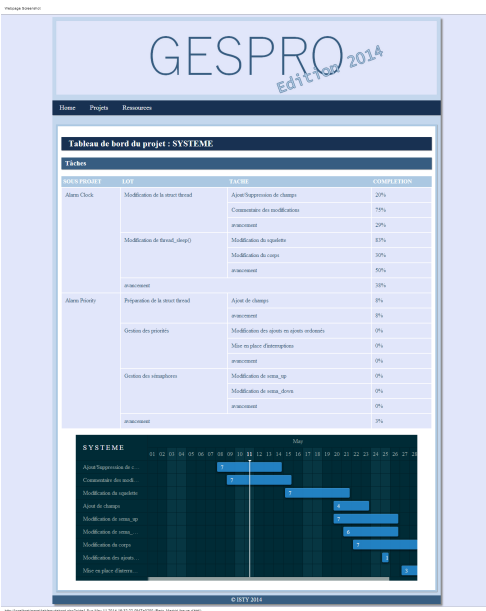 Webpage Screenshot
GESPRO
Edition 2014
Home Projets Ressources
Tableau de bord du projet : SYSTEME
Tâches
SOUS PROJET LOT TACHE COMPLETION
Alarm Clock Modification de la struct thread Ajout/Suppression de champs 20%
Commentaire des modifications 75%
avancement 29%
Modification de thread_sleep() Modification du squelette 83%
Modification du corps 30%
avancement 50%
avancement 38%
Alarm Priority Préparation de la struct thread Ajout de champs 8%
avancement 8%
Gestion des priorités Modification des ajouts en ajouts ordonnés 0%
Mise en place d'interruptions 0%
avancement 0%
Gestion des sémaphores Modification de sema_up 0%
Modification de sema_down 0%
avancement 0%
avancement 3%
SYSTEME
May
01 02 03 04 05 06 07 08 09 10 11 12 13 14 15 16 17 18 19 20 21 22 23 24 25 26 27 28
Ajout/Suppression de c... 7
Commentaire des modi... 7
Modification du squelette 7
Ajout de champs
Modification de sema_up 7
Modification de sema_...
Modification du corps 7
Modification des ajouts...
Mise en place d'interru...
© ISTY 2014